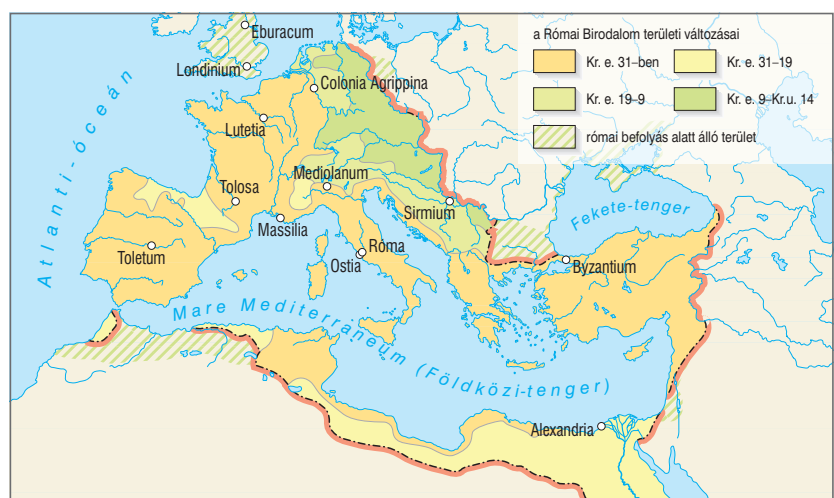 a Római Birodalom területi változásai
Kr. e. 31–ben
Kr. e. 31–19
Kr. e. 19–9
Kr. e. 9–Kr.u. 14
római befolyás alatt álló terület
Eburacum
Londinium
Colonia Agrippina
Lutetia
Atlanti-óceán
Mediolanum
Tolosa
Sirmium
Fekete-tenger
Massilia
Toletum
Róma
Ostia
Byzantium
Mare Mediterraneum (Földközi-tenger)
Alexandria